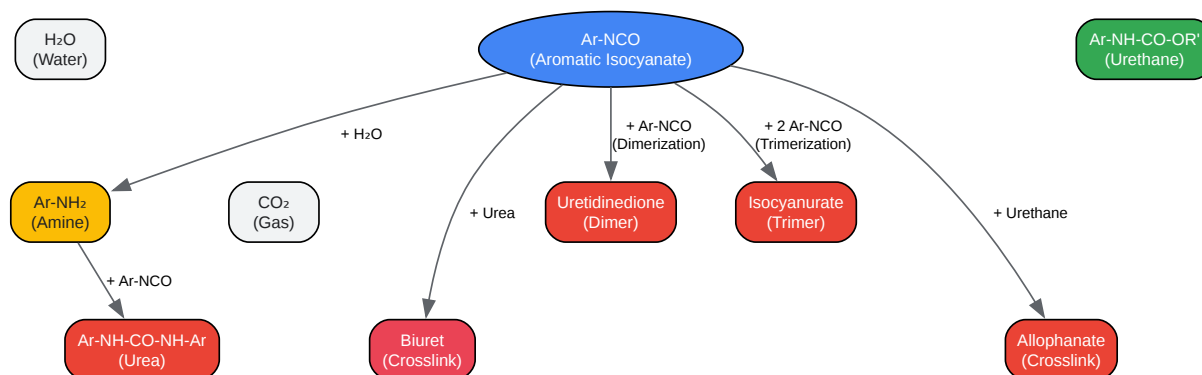 H₂O
(Water)
Ar-NCO
(Aromatic Isocyanate)
Ar-NH-CO-OR'
(Urethane)
+ H₂O
+ Ar-NCO
(Dimerization)
+ 2 Ar-NCO
(Trimerization)
Ar-NH₂
(Amine)
CO₂
(Gas)
+ Urea
Uretidinedione
(Dimer)
Isocyanurate
(Trimer)
+ Urethane
+ Ar-NCO
Ar-NH-CO-NH-Ar
(Urea)
Biuret
(Crosslink)
Allophanate
(Crosslink)